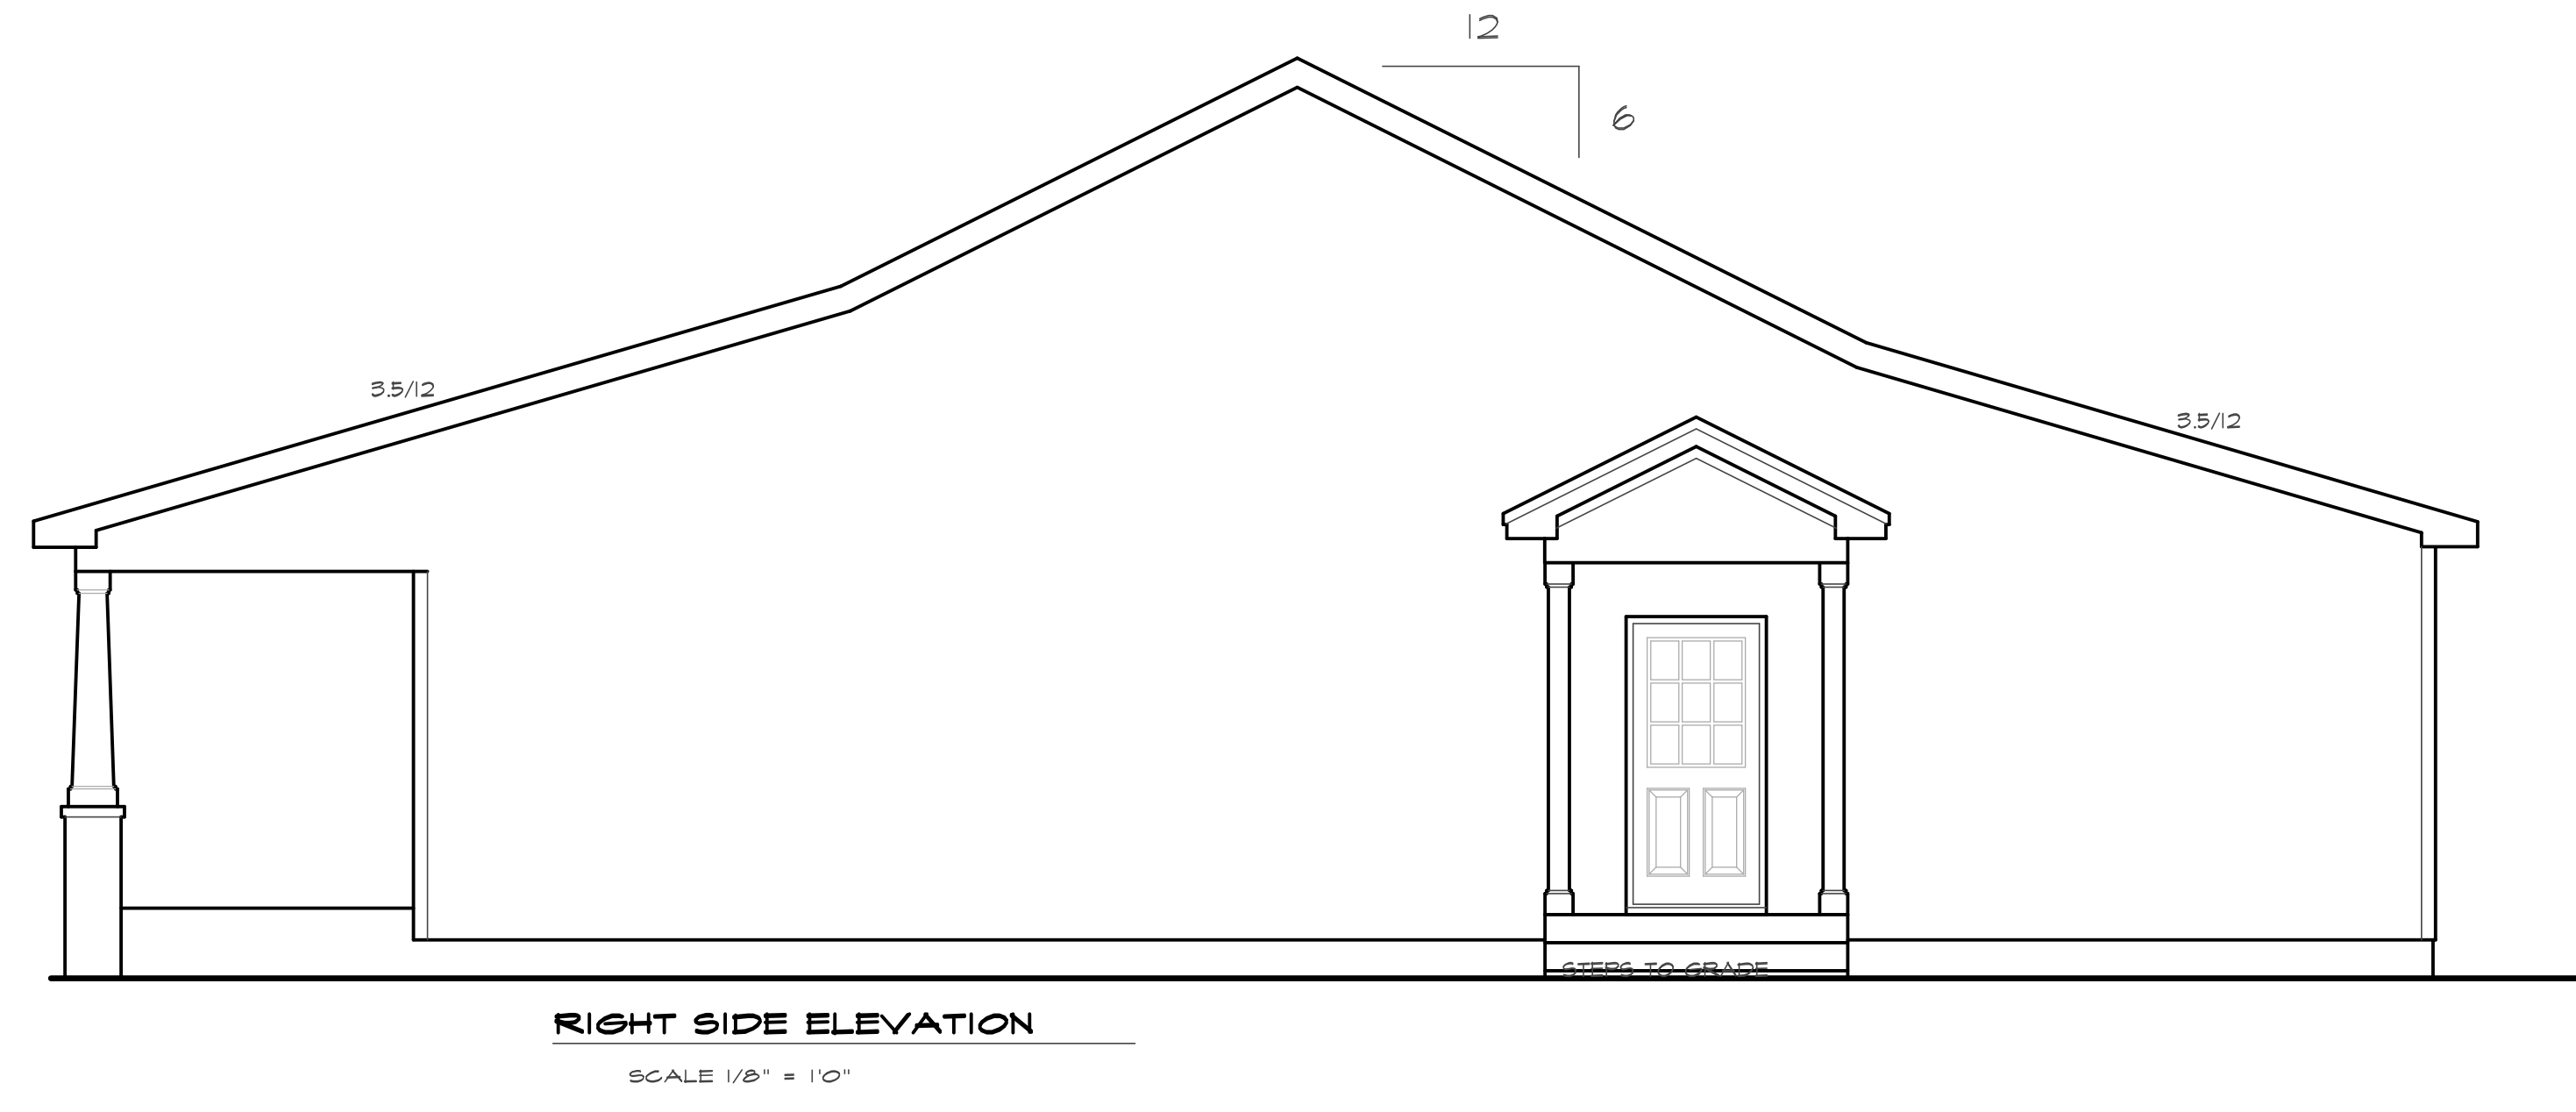 12
6
3.5/12
3.5/12
STEPS TO GRADE
RIGHT SIDE ELEVATION
SCALE 1/8" = 1'0"